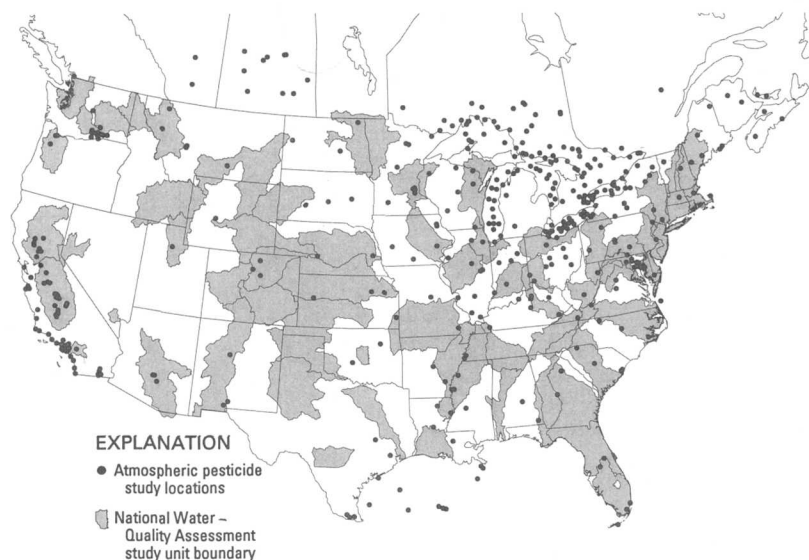 EXPLANATION
Atmospheric pesticide
study locations
National Water –
Quality Assessment
study unit boundary